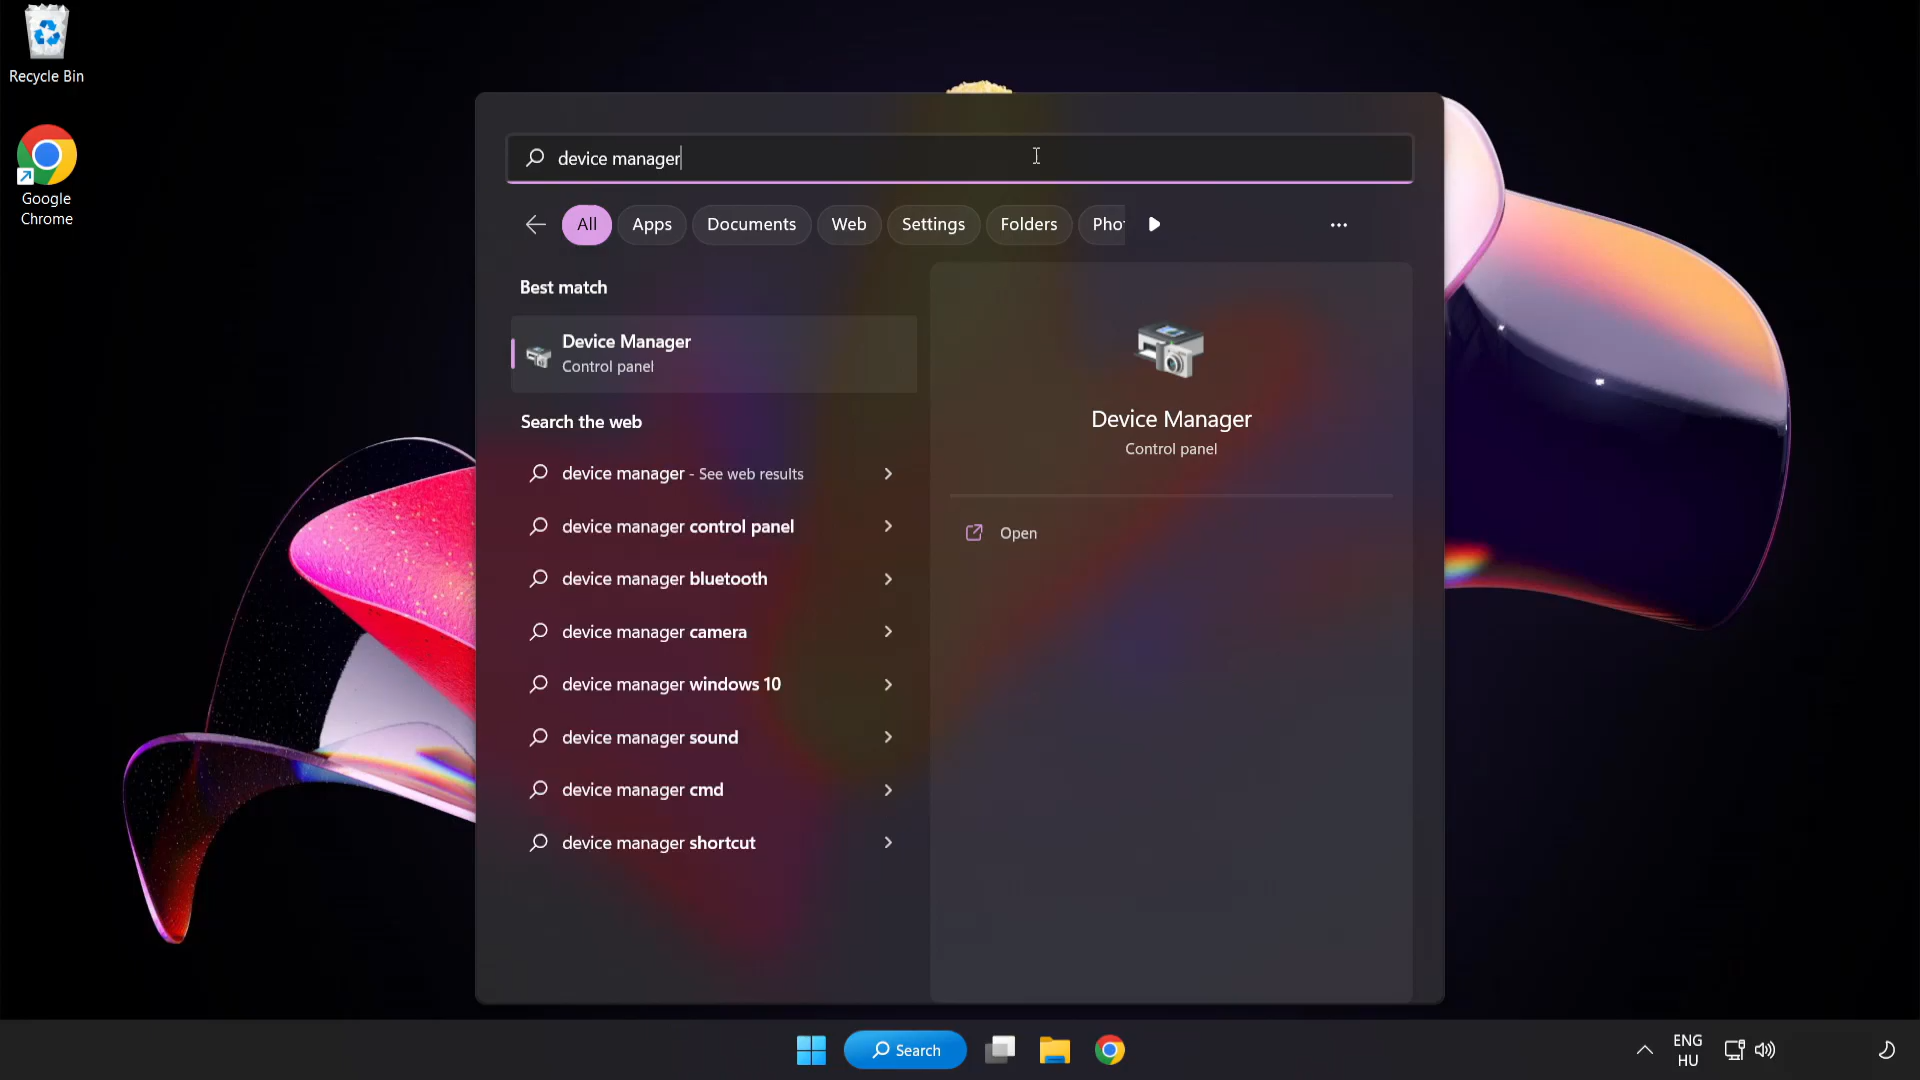 Recycle Bin
Google
Chrome
device manager
All
Apps
Documents
Web
Settings
Folders
Pho
Best match
Device Manager
Control panel
Search the web
device manager - See web results
device manager control panel
device manager bluetooth
device manager camera
device manager windows 10
device manager sound
device manager cmd
device manager shortcut
Device Manager
Control panel
Open
Search
ENG
HU